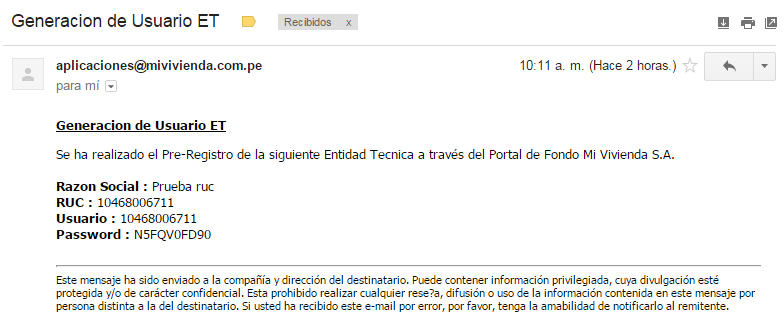 Generacion de Usuario ET
Recibidos x
aplicaciones@mivivienda.com.pe
10:11 a. m. (Hace 2 horas.)
para mí
Generacion de Usuario ET
Se ha realizado el Pre-Registro de la siguiente Entidad Tecnica a través del Portal de Fondo Mi Vivienda S.A.
Razon Social : Prueba ruc
RUC : 10468006711
Usuario : 10468006711
Password : N5FQV0FD90
Este mensaje ha sido enviado a la compañía y dirección del destinatario. Puede contener información privilegiada, cuya divulgación esté
protegida y/o de carácter confidencial. Esta prohibido realizar cualquier rese?a, difusión o uso de la información contenida en este mensaje por
persona distinta a la del destinatario. Si usted ha recibido este e-mail por error, por favor, tenga la amabilidad de notificarlo al remitente.